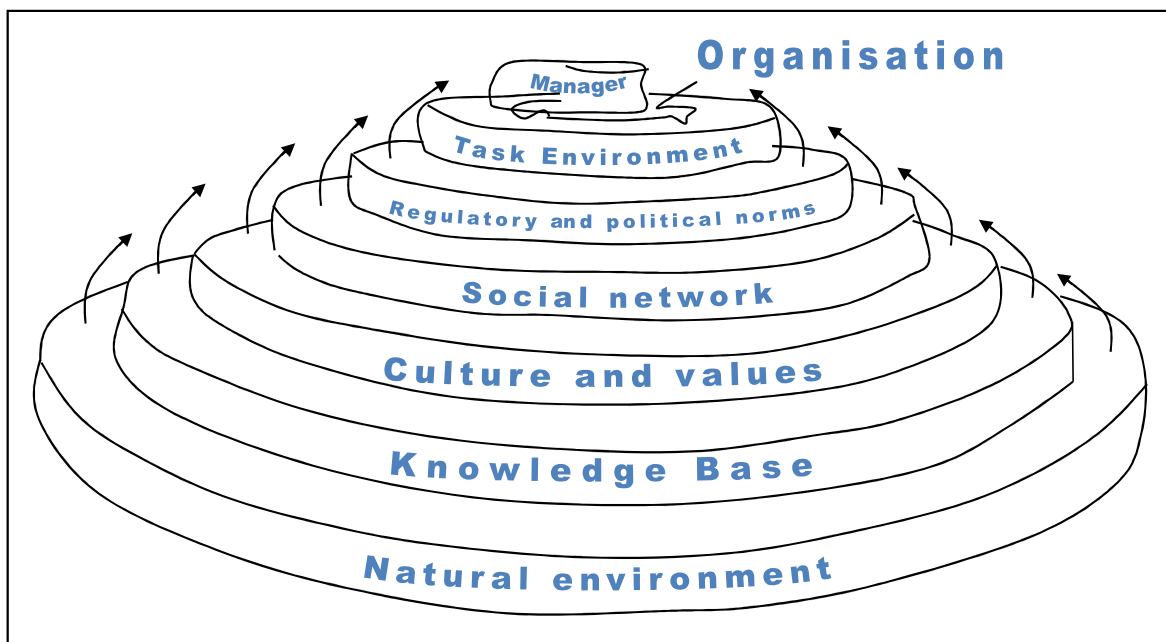 Organisation
Manager
Task Environment
Regulatory and political norms
Social network
Culture and values
Knowledge Base
Natural environment